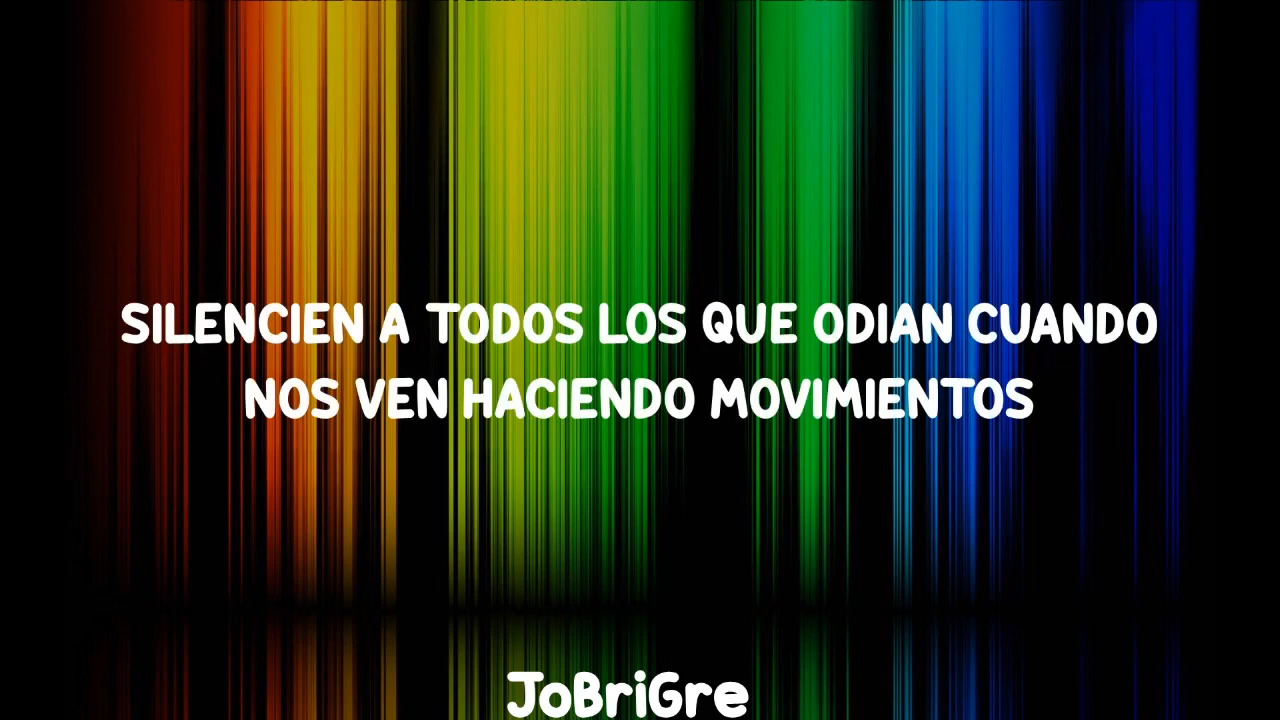 SILENCIEN A TODOS LOS QUE ODIAN CUANDO
NOS VEN HACIENDO MOVIMIENTOS
JoBriGre